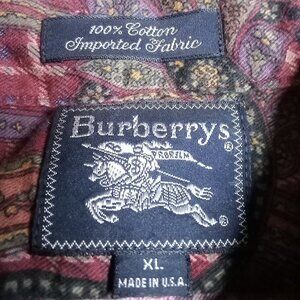 100% Cotton
Imported Fabric
Burberrys®
PRORSUM
®
XL
MADE IN U.S.A.